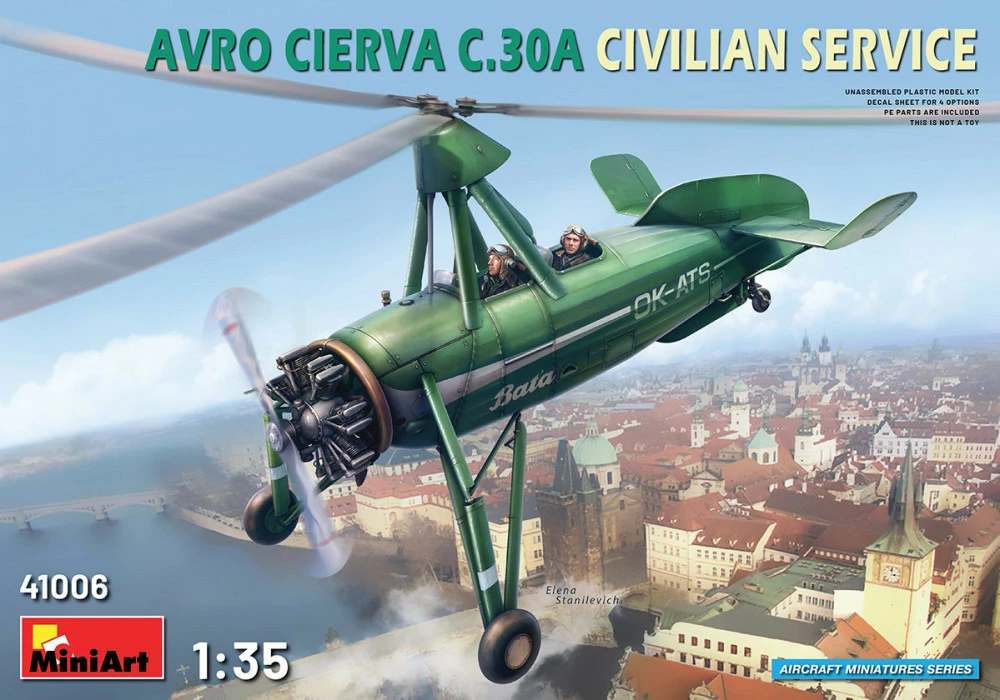 AVRO CIERVA C.30A CIVILIAN SERVICE
UNASSEMBLED PLASTIC MODEL KIT
DECAL SHEET FOR 4 OPTIONS
PE PARTS ARE INCLUDED
THIS IS NOT A TOY
OK-ATS
Bata
41006
Elena
Stanilevich
MiniArt
1:35
AIRCRAFT MINIATURES SERIES